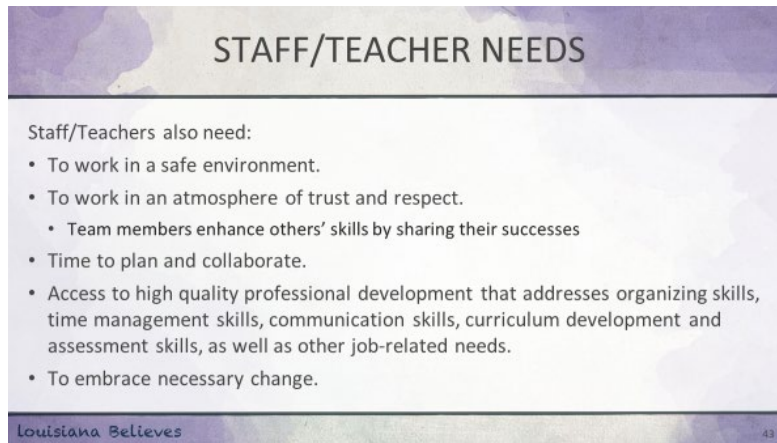 STAFF/TEACHER NEEDS
Staff/Teachers also need:
• To work in a safe environment.
• To work in an atmosphere of trust and respect.
• Team members enhance others' skills by sharing their successes
• Time to plan and collaborate.
• Access to high quality professional development that addresses organizing skills,
time management skills, communication skills, curriculum development and
assessment skills, as well as other job-related needs.
• To embrace necessary change.
Louisiana Believes
43